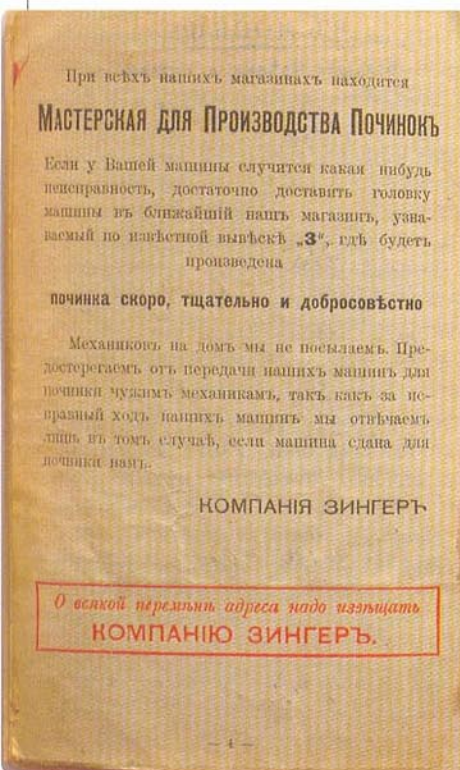 При всѣхъ нашихъ магазинахъ находится
МАСТЕРСКАЯ ДЛЯ ПРОИЗВОДСТВА ПОЧИНОКЪ
Если у Вашей машины случится какая нибудь
неисправность, достаточно доставить головку
машины въ ближайшій нашъ магазинъ, узна-
ваемый по извѣстной вывѣскѣ „З“, гдѣ будетъ
произведена
починка скоро, тщательно и добросовѣстно
Механиковъ на домъ мы не посылаемъ. Пре-
достерегаемъ отъ передачи нашихъ машинъ для
починки чужимъ механикамъ, такъ какъ за ис-
правный ходъ нашихъ машинъ мы отвѣчаемъ
лишь въ томъ случаѣ, если машина сдана для
починки намъ.
КОМПАНІЯ ЗИНГЕРЪ
О всякой перемѣнѣ адреса надо извѣщать
КОМПАНІЮ ЗИНГЕРЪ.
— 4 —